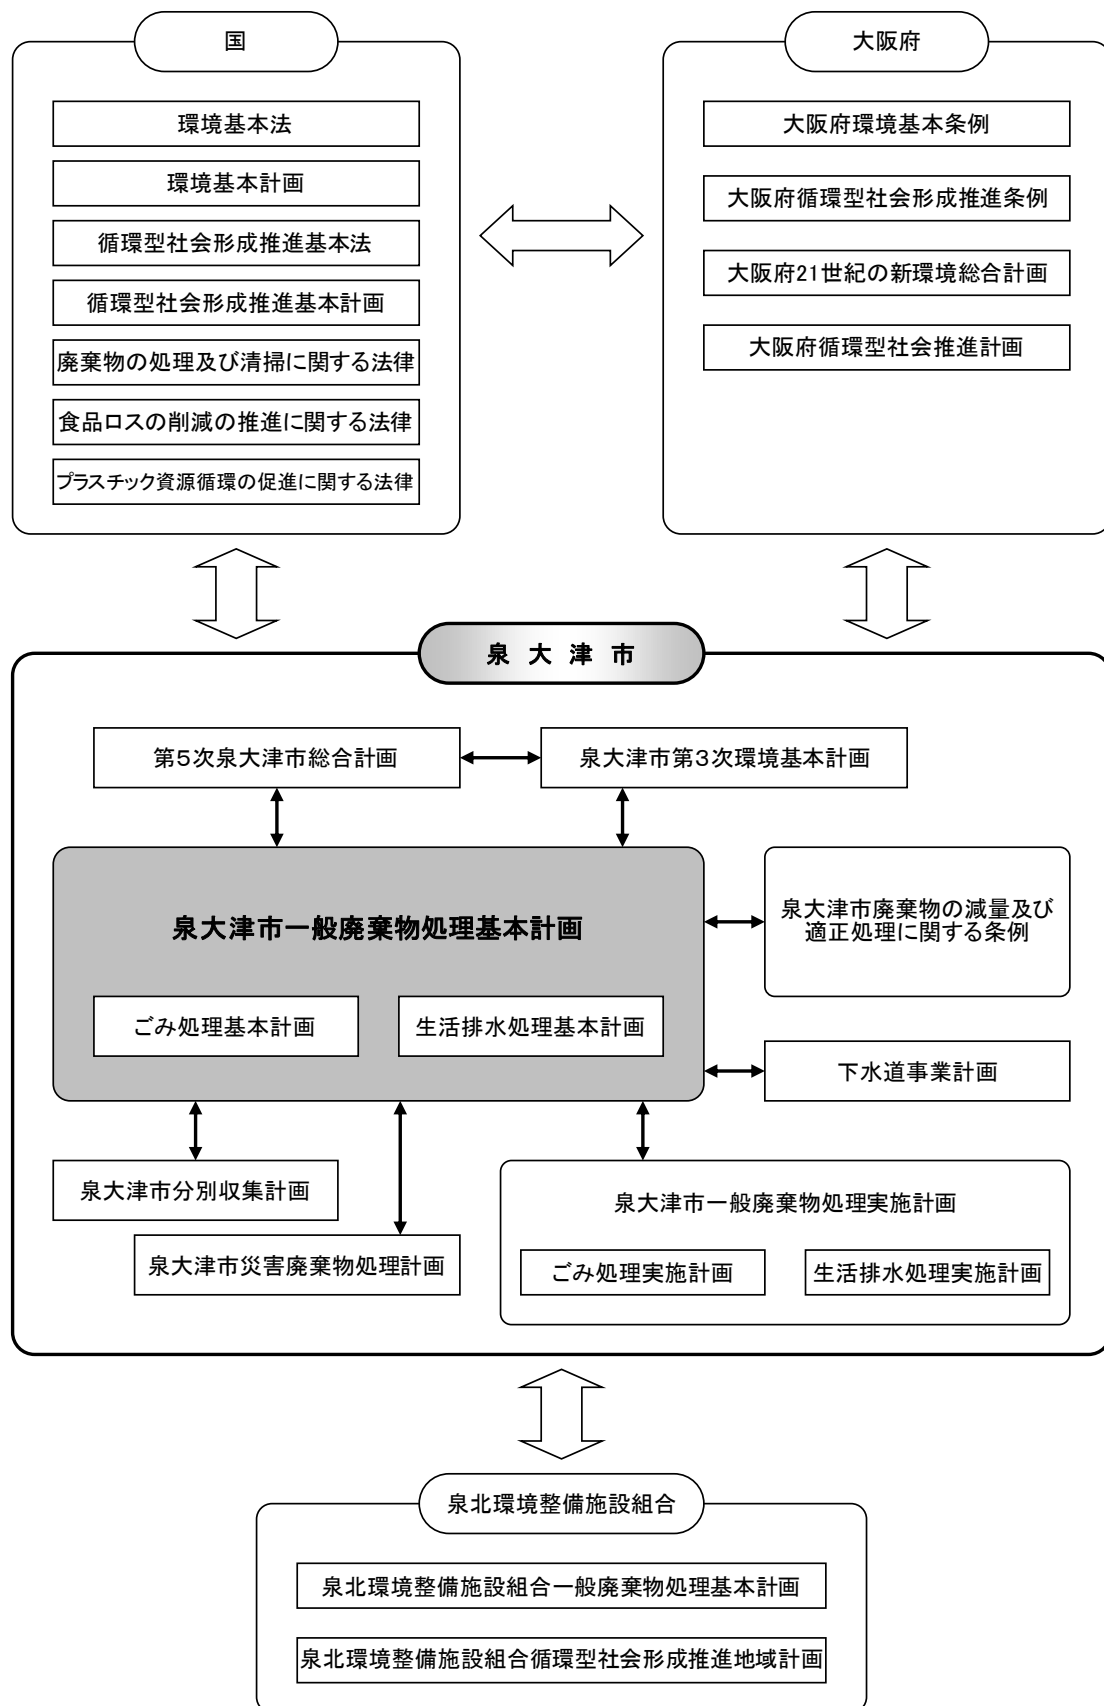 国
環境基本法
環境基本計画
循環型社会形成推進基本法
循環型社会形成推進基本計画
廃棄物の処理及び清掃に関する法律
食品ロスの削減の推進に関する法律
プラスチック資源循環の促進に関する法律
大阪府
大阪府環境基本条例
大阪府循環型社会形成推進条例
大阪府21世紀の新環境総合計画
大阪府循環型社会推進計画
泉大津市
第5次泉大津市総合計画
泉大津市第3次環境基本計画
泉大津市一般廃棄物処理基本計画
ごみ処理基本計画
生活排水処理基本計画
泉大津市廃棄物の減量及び
適正処理に関する条例
下水道事業計画
泉大津市分別収集計画
泉大津市災害廃棄物処理計画
泉大津市一般廃棄物処理実施計画
ごみ処理実施計画
生活排水処理実施計画
泉北環境整備施設組合
泉北環境整備施設組合一般廃棄物処理基本計画
泉北環境整備施設組合循環型社会形成推進地域計画